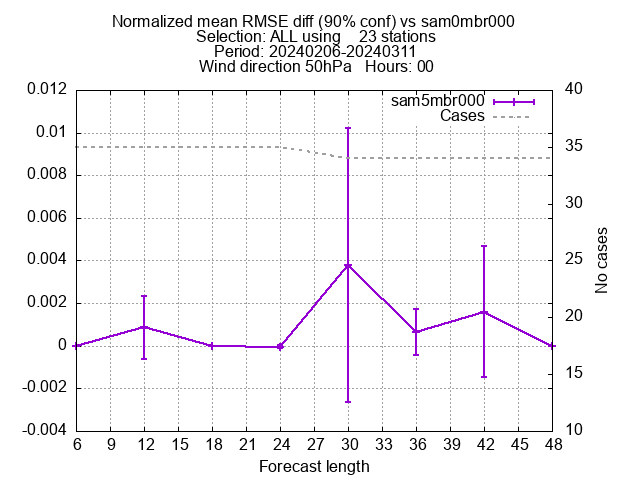 Normalized mean RMSE diff (90% conf) vs sam0mbr000
Selection: ALL using    23 stations
Period: 20240206-20240311
Wind direction 50hPa   Hours: 00
sam5mbr000
Cases
0.012
0.01
0.008
0.006
0.004
0.002
0
-0.002
-0.004
40
35
30
25
20
15
10
No cases
6 9 12 15 18 21 24 27 30 33 36 39 42 45 48
Forecast length